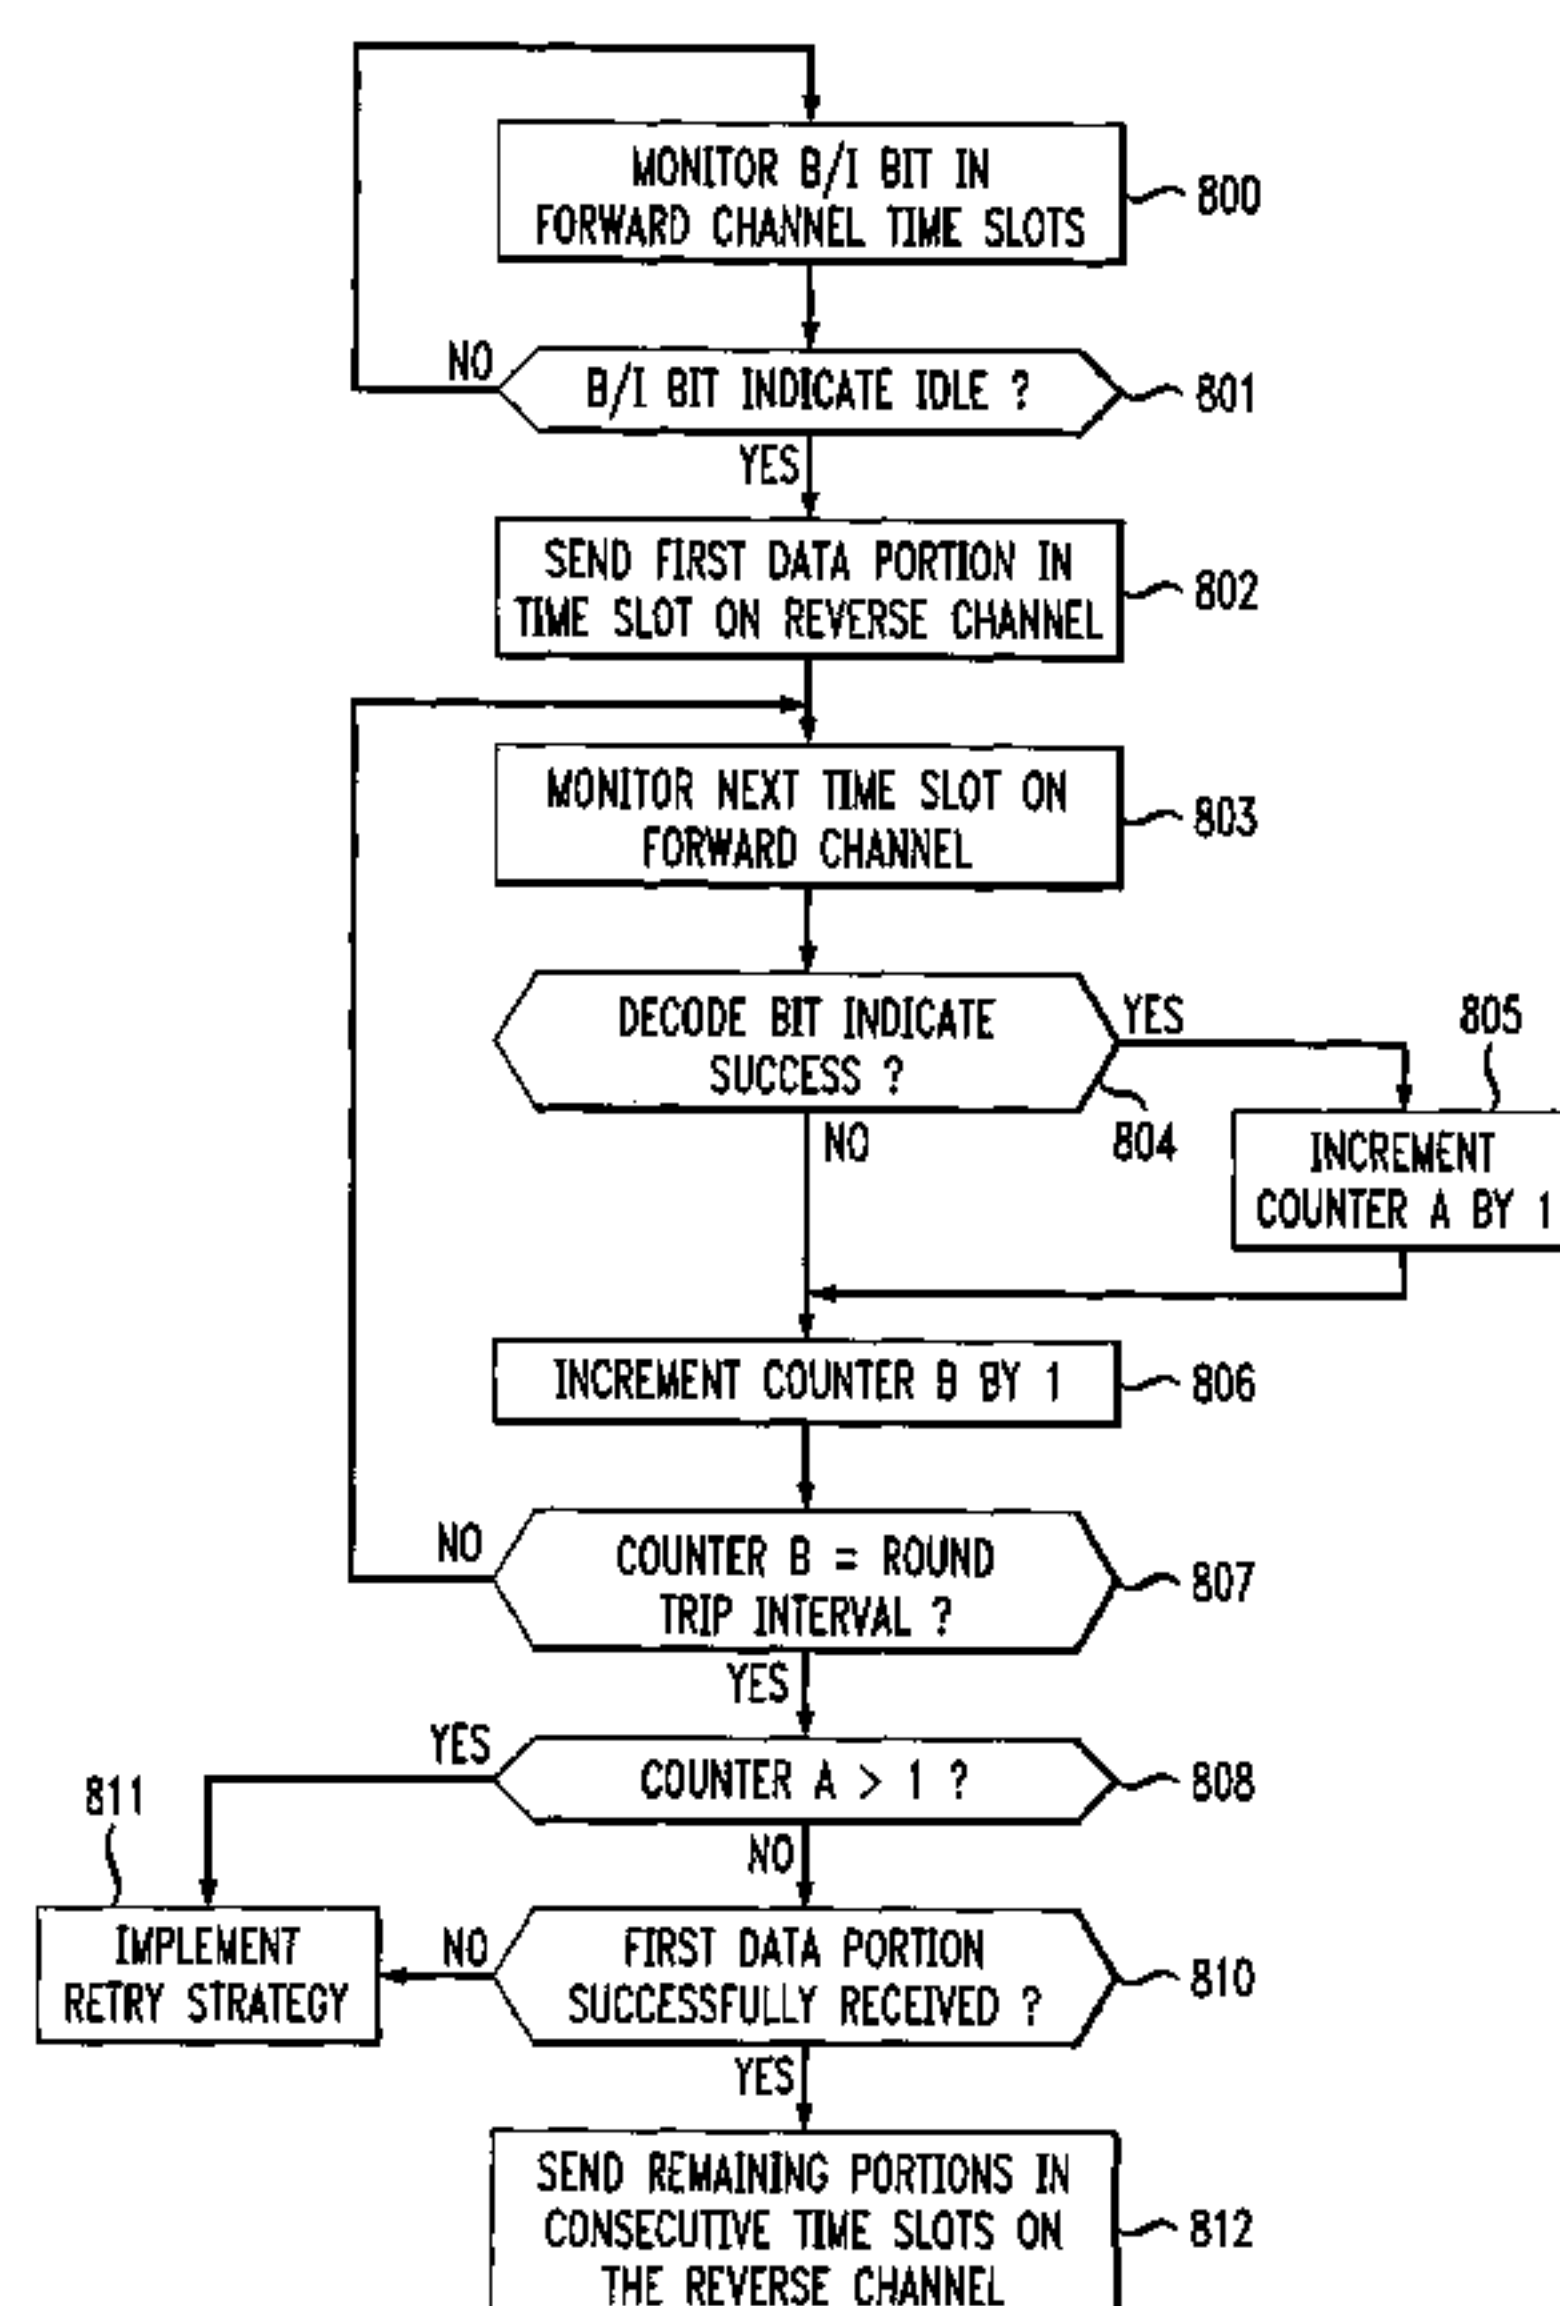 MONITOR B/I BIT IN
FORWARD CHANNEL TIME SLOTS
800
NO
B/I BIT INDICATE IDLE ?
801
YES
SEND FIRST DATA PORTION IN
TIME SLOT ON REVERSE CHANNEL
802
MONITOR NEXT TIME SLOT ON
FORWARD CHANNEL
803
DECODE BIT INDICATE
SUCCESS ?
YES
804
NO
805
INCREMENT
COUNTER A BY 1
INCREMENT COUNTER B BY 1
806
NO
COUNTER B = ROUND
TRIP INTERVAL ?
807
YES
YES
COUNTER A > 1 ?
808
811
NO
IMPLEMENT
RETRY STRATEGY
NO
FIRST DATA PORTION
SUCCESSFULLY RECEIVED ?
810
YES
SEND REMAINING PORTIONS IN
CONSECUTIVE TIME SLOTS ON
THE REVERSE CHANNEL
812